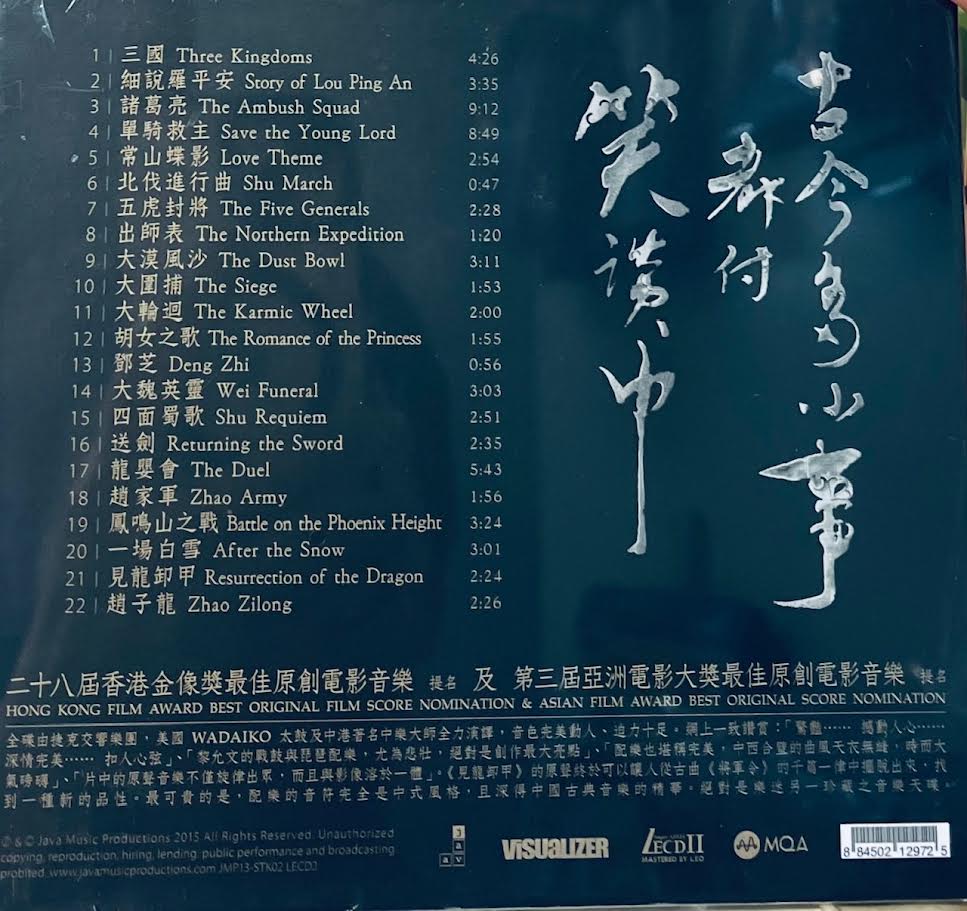 1 | 三國 Three Kingdoms 4:26
2 | 細說羅平安 Story of Lou Ping An 3:35
3 | 諸葛亮 The Ambush Squad 9:12
4 | 單騎救主 Save the Young Lord 8:49
5 | 常山蝶影 Love Theme 2:54
6 | 北伐進行曲 Shu March 0:47
7 | 五虎封將 The Five Generals 2:28
8 | 出師表 The Northern Expedition 1:20
9 | 大漠風沙 The Dust Bowl 3:11
10 | 大圍捕 The Siege 1:53
11 | 大輪迴 The Karmic Wheel 2:00
12 | 胡女之歌 The Romance of the Princess 1:55
13 | 鄧芝 Deng Zhi 0:56
14 | 大魏英靈 Wei Funeral 3:03
15 | 四面蜀歌 Shu Requiem 2:51
16 | 送劍 Returning the Sword 2:35
17 | 龍嬰會 The Duel 5:43
18 | 趙家軍 Zhao Army 1:56
19 | 鳳鳴山之戰 Battle on the Phoenix Height 3:24
20 | 一場白雪 After the Snow 3:01
21 | 見龍卸甲 Resurrection of the Dragon 2:24
22 | 趙子龍 Zhao Zilong 2:26
古今多小事
都付
笑談中
二十八屆香港金像獎最佳原創電影音樂 提名 及 第三屆亞洲電影大獎最佳原創電影音樂 提名
HONG KONG FILM AWARD BEST ORIGINAL FILM SCORE NOMINATION & ASIAN FILM AWARD BEST ORIGINAL SCORE NOMINATION
全碟由捷克交響樂團，美國 WADAIKO 太鼓及中港著名中樂大師全力演譯，音色完美動人、迫力十足。網上一致讚賞：「驚艷⋯⋯ 撼動人心⋯⋯
深情完美⋯⋯ 扣人心弦」、「黎允文的戰鼓與琵琶配樂，尤為悲壯，絕對是創作最大亮點」、「配樂也堪稱完美，中西合璧的曲風天衣無縫，時而大
氣磅礡」、「片中的原聲音樂不僅旋律出眾，而且與影像溶於一體」。《見龍卸甲》的原聲終於可以讓人從古曲《將軍令》的千篇一律中擺脫出來，找
到一種新的品性。最可貴的是，配樂的音符完全是中式風格，且深得中國古典音樂的精華。絕對是樂迷另一珍藏之音樂天碟。
℗ & © Java Music Productions 2015 All Rights Reserved. Unauthorized
copying, reproduction, hiring, lending, public performance and broadcasting
prohibited. www.javamusicproductions.com JMP13-STK02 LECD2
JAVA
ViSUALIZER
LECD II
MASTERED BY LEO
MQA
8 84502 12972 5